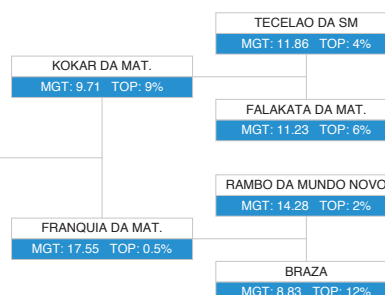 TECELAO DA SM
MGT: 11.86 TOP: 4%
KOKAR DA MAT.
MGT: 9.71 TOP: 9%
FALAKATA DA MAT.
MGT: 11.23 TOP: 6%
RAMBO DA MUNDO NOVO
MGT: 14.28 TOP: 2%
FRANQUIA DA MAT.
MGT: 17.55 TOP: 0.5%
BRAZA
MGT: 8.83 TOP: 12%